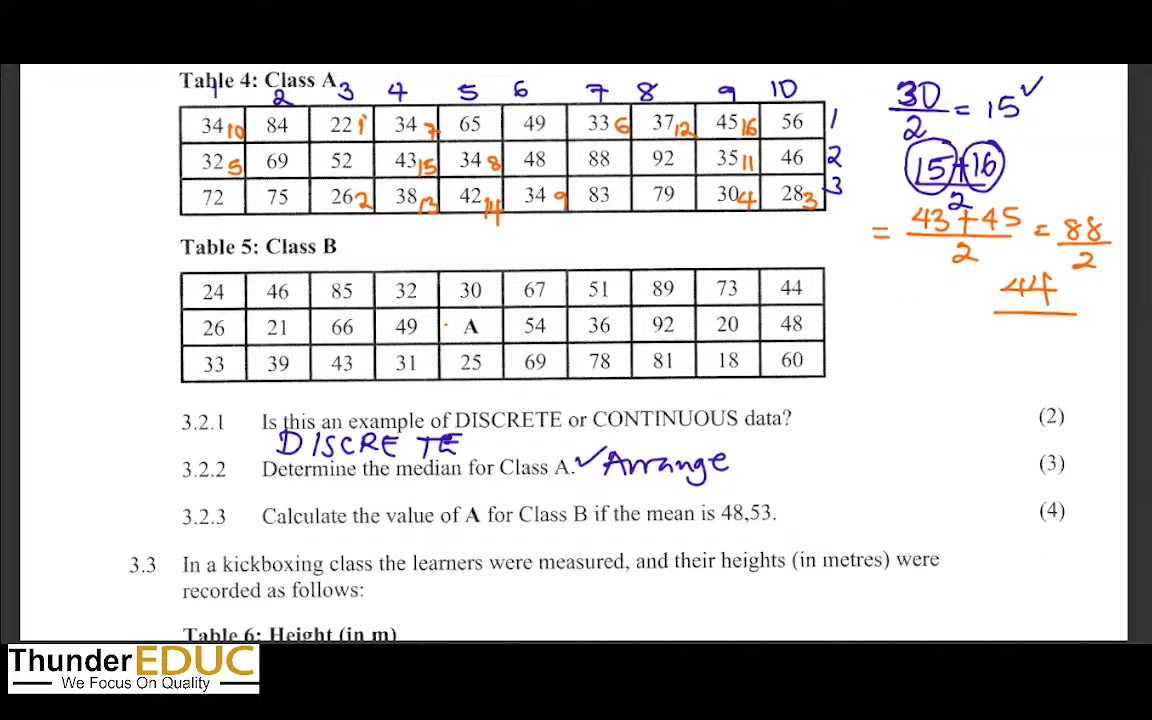 Table 4: Class A
1 2 3 4 5 6 7 8 9 10
34 10 84 22 1 34 7 65 49 33 6 37 12 45 16 56 1
32 5 69 52 43 15 34 8 48 88 92 35 11 46 2
72 75 26 2 38 13 42 14 34 9 83 79 30 4 28 3 3
30/2 = 15 ✓
15+16
2
= 43+45/2 = 88/2
44
Table 5: Class B
24 46 85 32 30 67 51 89 73 44
26 21 66 49 A 54 36 92 20 48
33 39 43 31 25 69 78 81 18 60
3.2.1 Is this an example of DISCRETE or CONTINUOUS data? (2)
DISCRETE
3.2.2 Determine the median for Class A. ✓ Arrange (3)
3.2.3 Calculate the value of A for Class B if the mean is 48,53. (4)
3.3 In a kickboxing class the learners were measured, and their heights (in metres) were
recorded as follows:
Table 6: Height (in m)
ThunderEDUC
We Focus On Quality